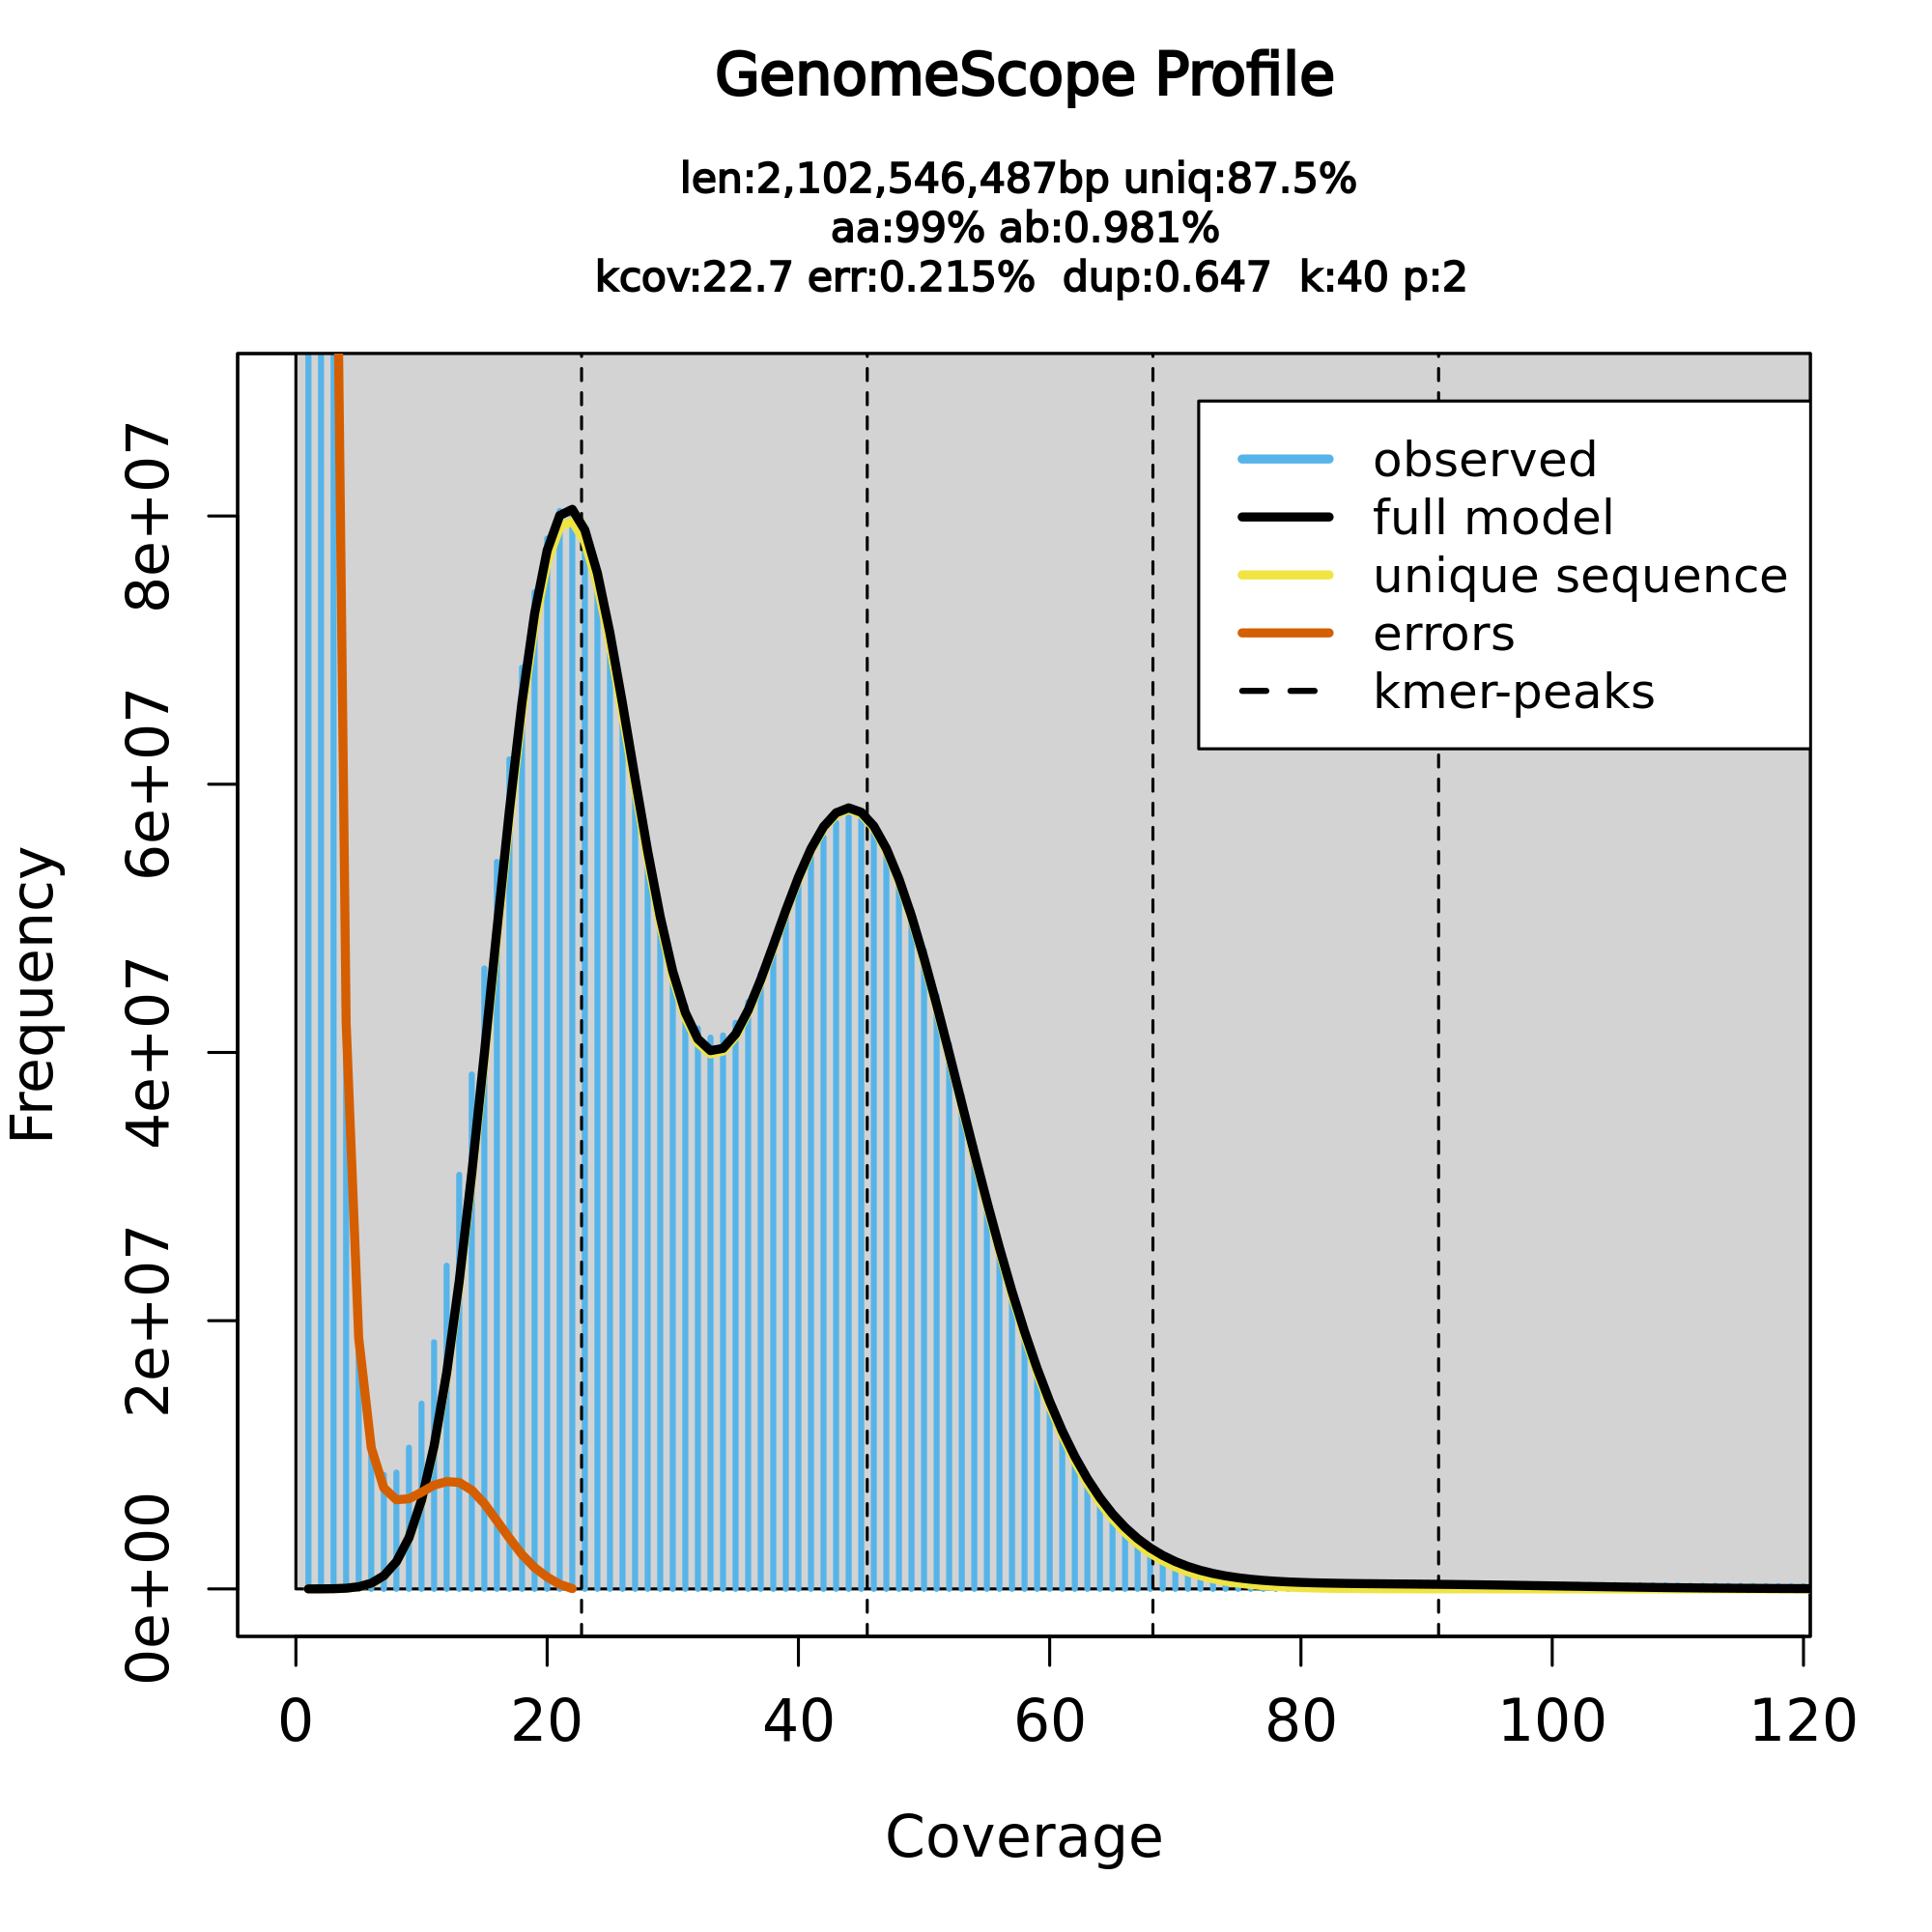 GenomeScope Profile
len:2,102,546,487bp uniq:87.5%
aa:99% ab:0.981%
kcov:22.7 err:0.215%  dup:0.647  k:40 p:2
observed
full model
unique sequence
errors
kmer-peaks
Frequency
8e+07
6e+07
4e+07
2e+07
0e+00
0 20 40 60 80 100 120
Coverage